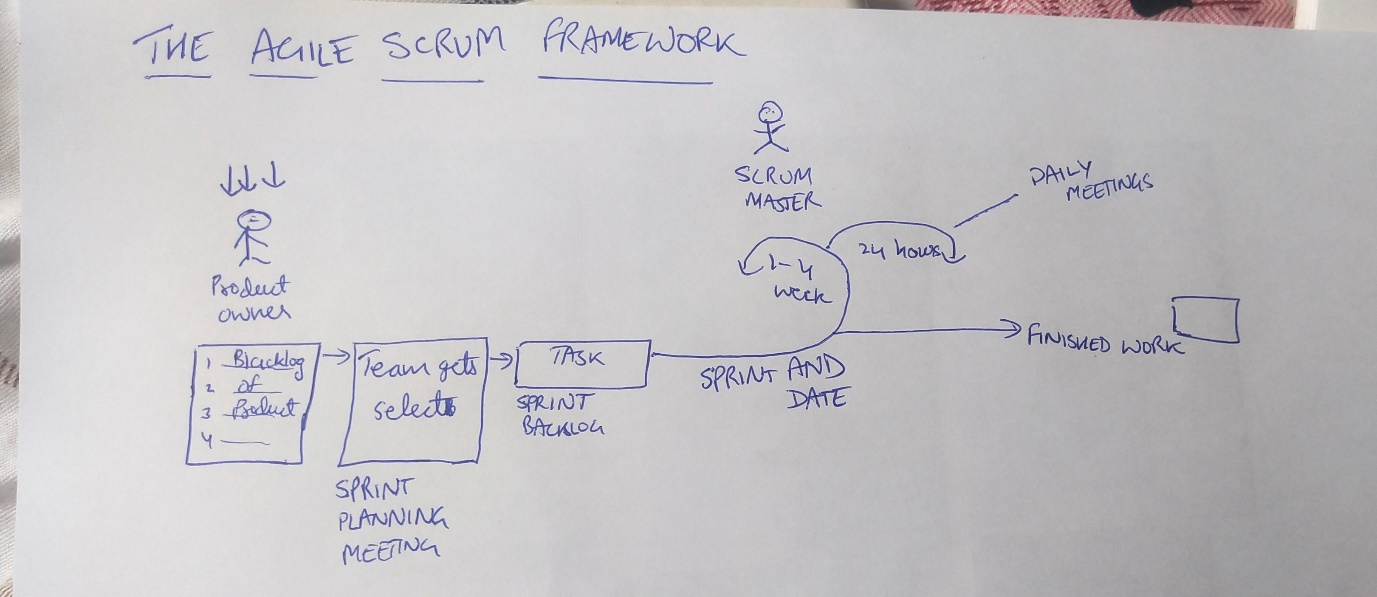 THE AGILE SCRUM FRAMEWORK
SCRUM
MASTER
DAILY
MEETINGS
24 hours
1-4
week
Product
owner
1 Blacklog
2 of
3 Product
4
Team gets
selects
TASK
SPRINT
BACKLOG
SPRINT AND
DATE
FINISHED WORK
SPRINT
PLANNING
MEETING